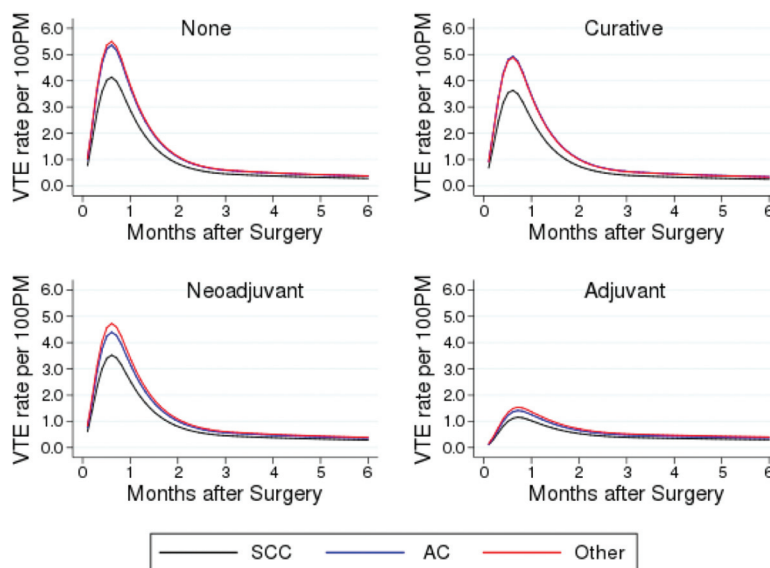 None
VTE rate per 100PM
6.0
5.0
4.0
3.0
2.0
1.0
0.0
0 1 2 3 4 5 6
Months after Surgery
Curative
VTE rate per 100PM
6.0
5.0
4.0
3.0
2.0
1.0
0.0
0 1 2 3 4 5 6
Months after Surgery
Neoadjuvant
VTE rate per 100PM
6.0
5.0
4.0
3.0
2.0
1.0
0.0
0 1 2 3 4 5 6
Months after Surgery
Adjuvant
VTE rate per 100PM
6.0
5.0
4.0
3.0
2.0
1.0
0.0
0 1 2 3 4 5 6
Months after Surgery
SCC AC Other